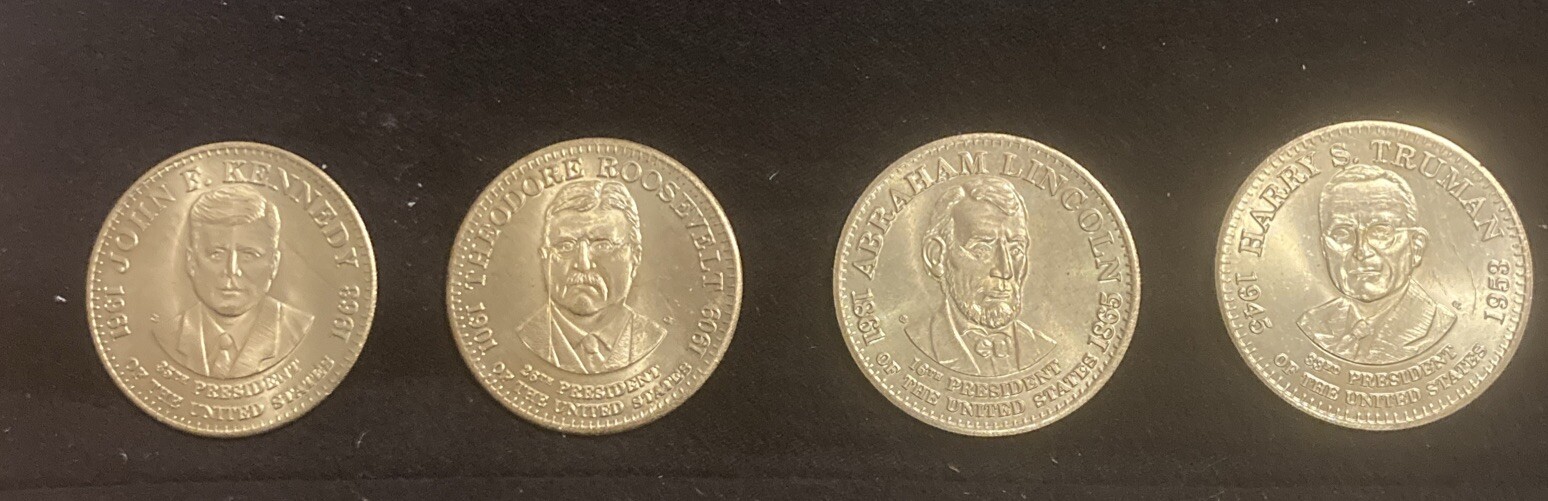 1961 JOHN F. KENNEDY 1963
35TH PRESIDENT
OF THE UNITED STATES
1901 THEODORE ROOSEVELT 1909
26TH PRESIDENT
OF THE UNITED STATES
1861 ABRAHAM LINCOLN 1865
16TH PRESIDENT
OF THE UNITED STATES
1945 HARRY S. TRUMAN 1953
33RD PRESIDENT
OF THE UNITED STATES